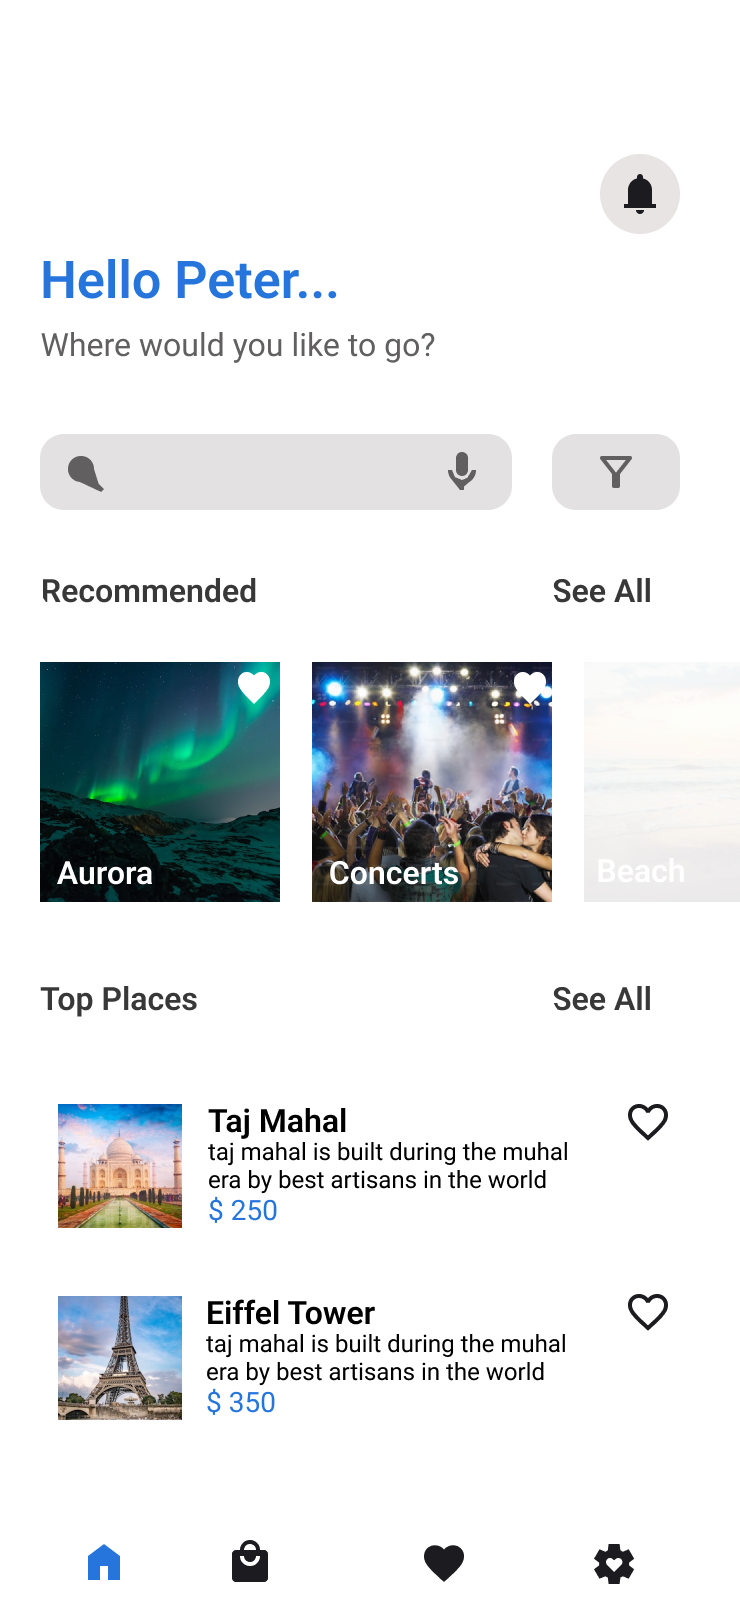 Hello Peter...
Where would you like to go?
Recommended
See All
Aurora
Concerts
Beach
Top Places
See All
Taj Mahal
taj mahal is built during the muhal
era by best artisans in the world
$ 250
Eiffel Tower
taj mahal is built during the muhal
era by best artisans in the world
$ 350